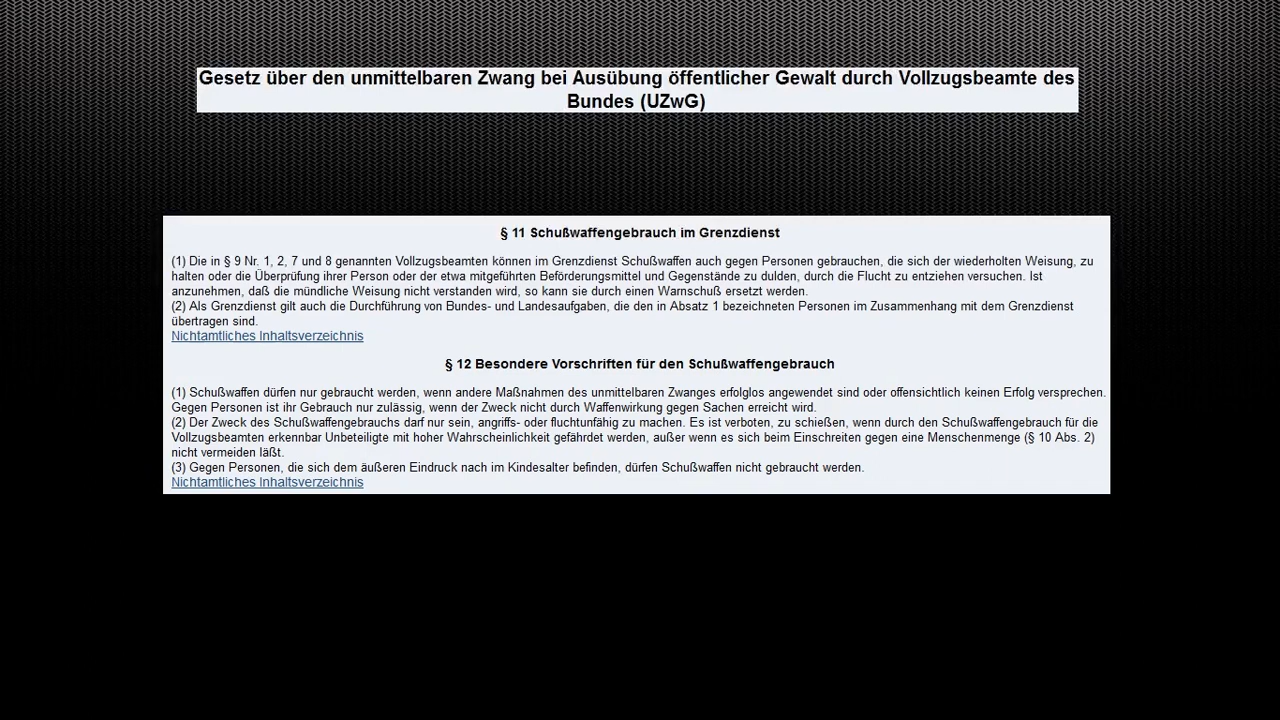 Gesetz über den unmittelbaren Zwang bei Ausübung öffentlicher Gewalt durch Vollzugsbeamte des
Bundes (UZwG)
§ 11 Schußwaffengebrauch im Grenzdienst
(1) Die in § 9 Nr. 1, 2, 7 und 8 genannten Vollzugsbeamten können im Grenzdienst Schußwaffen auch gegen Personen gebrauchen, die sich der wiederholten Weisung, zu
halten oder die Überprüfung ihrer Person oder der etwa mitgeführten Beförderungsmittel und Gegenstände zu dulden, durch die Flucht zu entziehen versuchen. Ist
anzunehmen, daß die mündliche Weisung nicht verstanden wird, so kann sie durch einen Warnschuß ersetzt werden.
(2) Als Grenzdienst gilt auch die Durchführung von Bundes- und Landesaufgaben, die den in Absatz 1 bezeichneten Personen im Zusammenhang mit dem Grenzdienst
übertragen sind.
Nichtamtliches Inhaltsverzeichnis
§ 12 Besondere Vorschriften für den Schußwaffengebrauch
(1) Schußwaffen dürfen nur gebraucht werden, wenn andere Maßnahmen des unmittelbaren Zwanges erfolglos angewendet sind oder offensichtlich keinen Erfolg versprechen.
Gegen Personen ist ihr Gebrauch nur zulässig, wenn der Zweck nicht durch Waffenwirkung gegen Sachen erreicht wird.
(2) Der Zweck des Schußwaffengebrauchs darf nur sein, angriffs- oder fluchtunfähig zu machen. Es ist verboten, zu schießen, wenn durch den Schußwaffengebrauch für die
Vollzugsbeamten erkennbar Unbeteiligte mit hoher Wahrscheinlichkeit gefährdet werden, außer wenn es sich beim Einschreiten gegen eine Menschenmenge (§ 10 Abs. 2)
nicht vermeiden läßt.
(3) Gegen Personen, die sich dem äußeren Eindruck nach im Kindesalter befinden, dürfen Schußwaffen nicht gebraucht werden.
Nichtamtliches Inhaltsverzeichnis